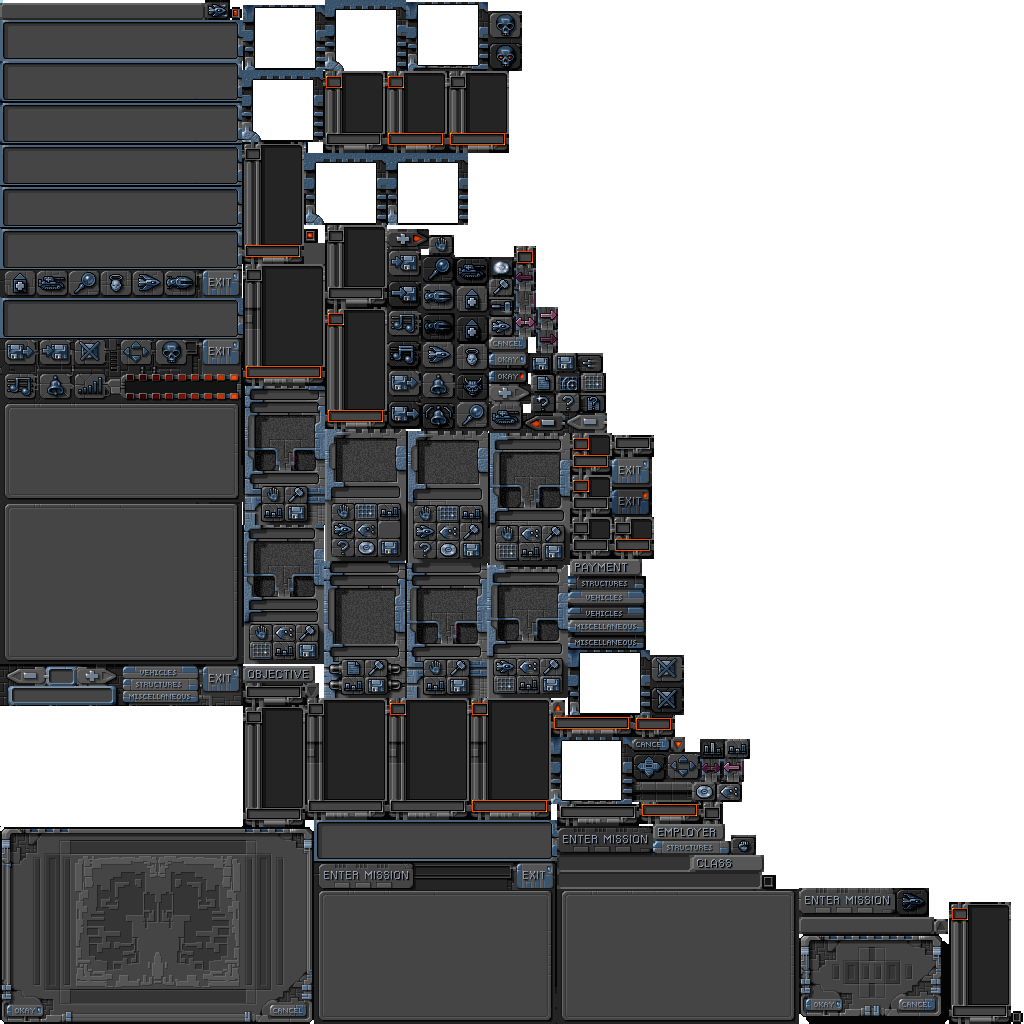 EXIT
CANCEL
OKAY
EXIT
OKAY
EXIT
EXIT
PAYMENT
STRUCTURES
VEHICLES
VEHICLES
MISCELLANEOUS
MISCELLANEOUS
VEHICLES
STRUCTURES
MISCELLANEOUS
EXIT
OBJECTIVE
CANCEL
ENTER MISSION
EMPLOYER
STRUCTURES
CLASS
ENTER MISSION
EXIT
ENTER MISSION
OKAY
CANCEL
OKAY
CANCEL